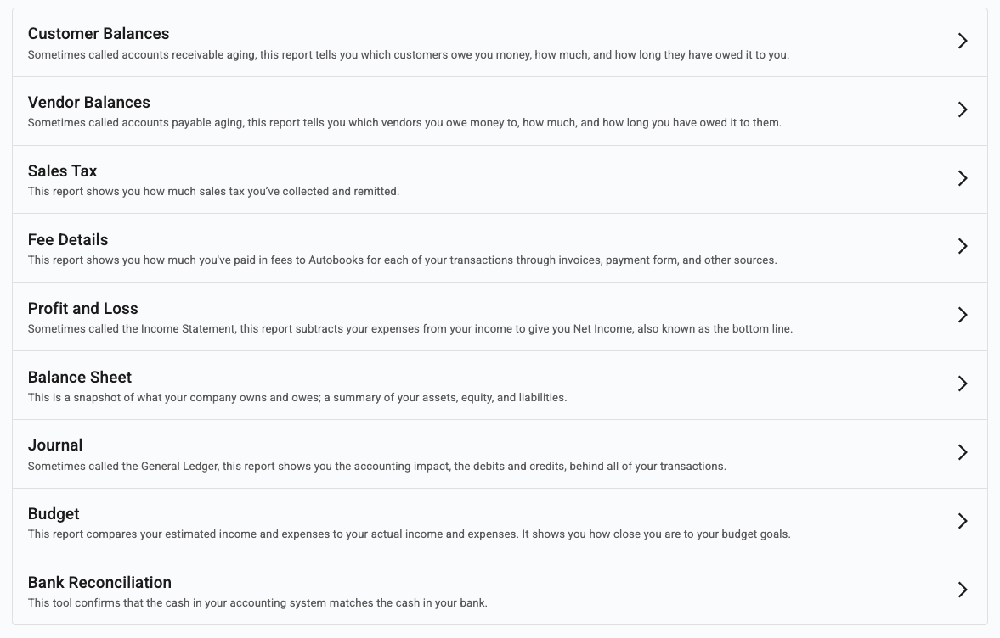 Customer Balances
Sometimes called accounts receivable aging, this report tells you which customers owe you money, how much, and how long they have owed it to you.
Vendor Balances
Sometimes called accounts payable aging, this report tells you which vendors you owe money to, how much, and how long you have owed it to them.
Sales Tax
This report shows you how much sales tax you’ve collected and remitted.
Fee Details
This report shows you how much you've paid in fees to Autobooks for each of your transactions through invoices, payment form, and other sources.
Profit and Loss
Sometimes called the Income Statement, this report subtracts your expenses from your income to give you Net Income, also known as the bottom line.
Balance Sheet
This is a snapshot of what your company owns and owes; a summary of your assets, equity, and liabilities.
Journal
Sometimes called the General Ledger, this report shows you the accounting impact, the debits and credits, behind all of your transactions.
Budget
This report compares your estimated income and expenses to your actual income and expenses. It shows you how close you are to your budget goals.
Bank Reconciliation
This tool confirms that the cash in your accounting system matches the cash in your bank.